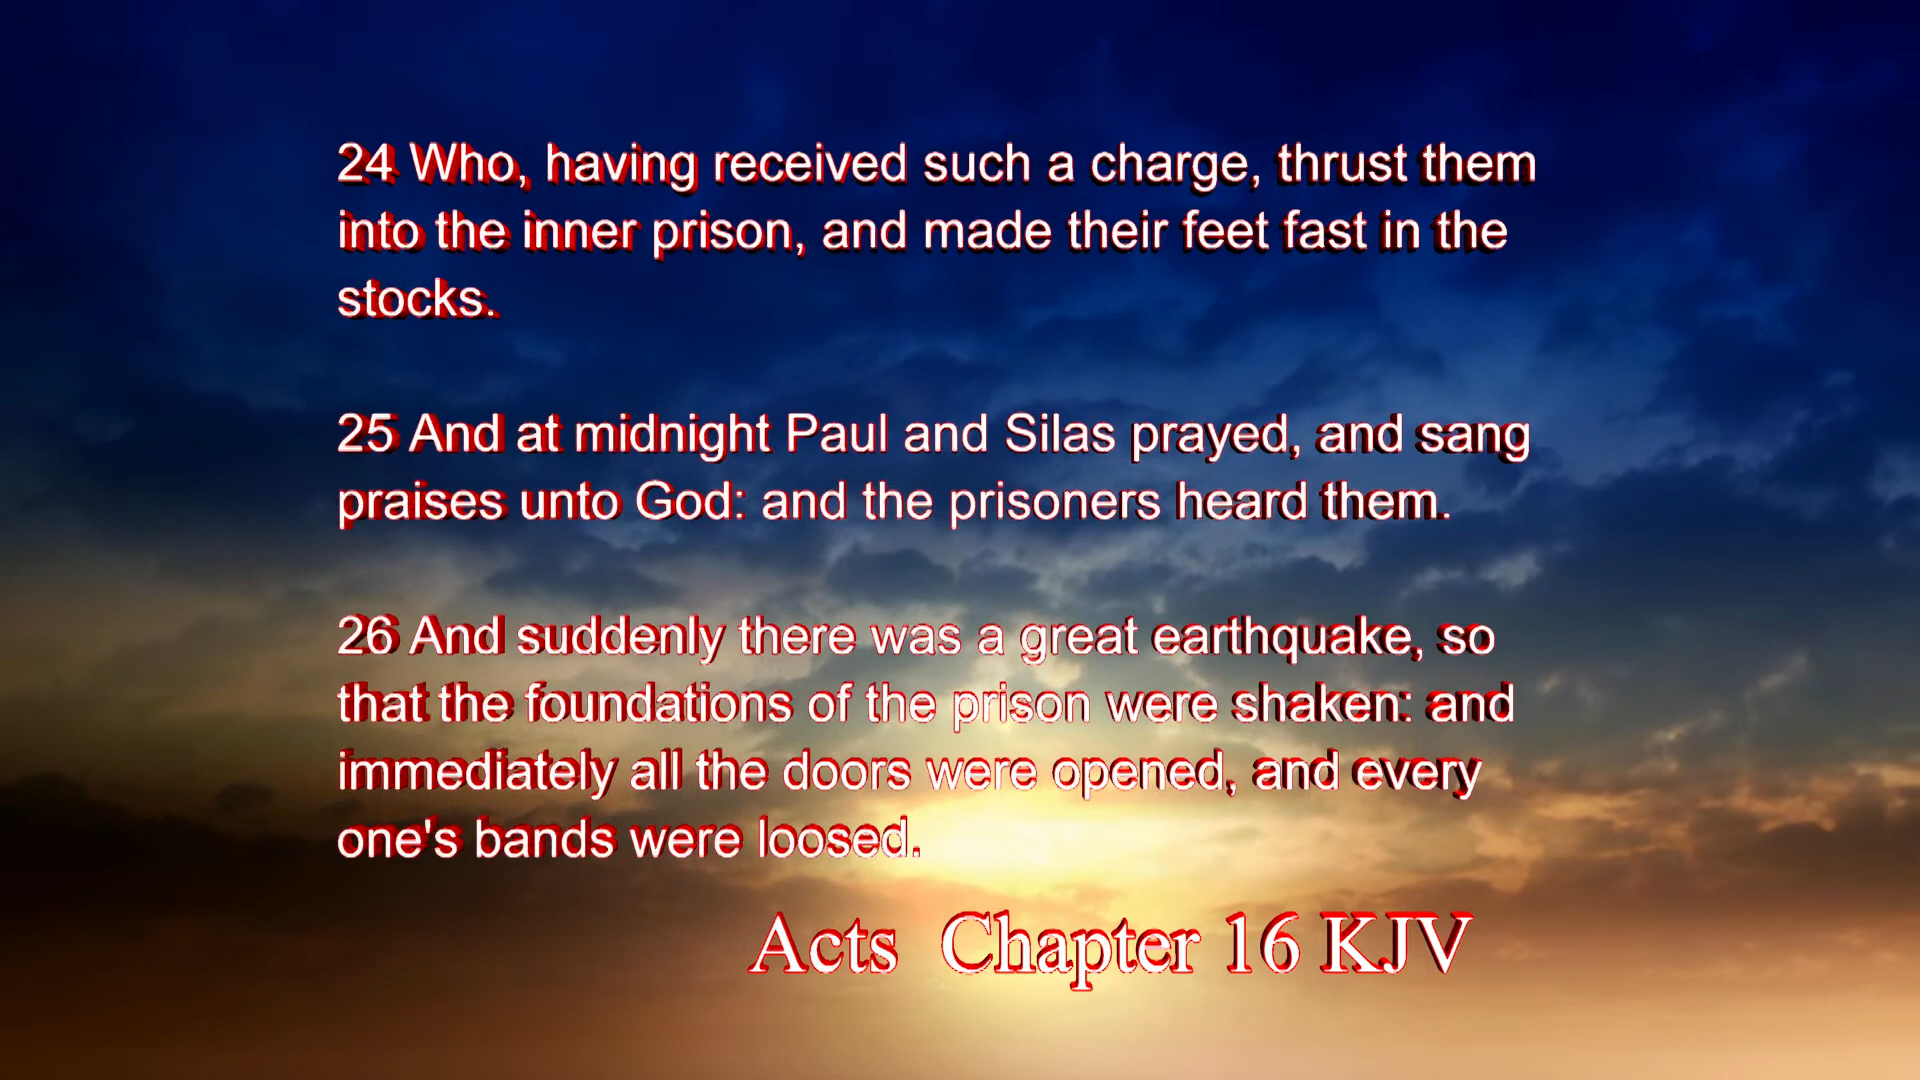 24 Who, having received such a charge, thrust them
into the inner prison, and made their feet fast in the
stocks.
25 And at midnight Paul and Silas prayed, and sang
praises unto God: and the prisoners heard them.
26 And suddenly there was a great earthquake, so
that the foundations of the prison were shaken: and
immediately all the doors were opened, and every
one's bands were loosed.
Acts  Chapter 16 KJV